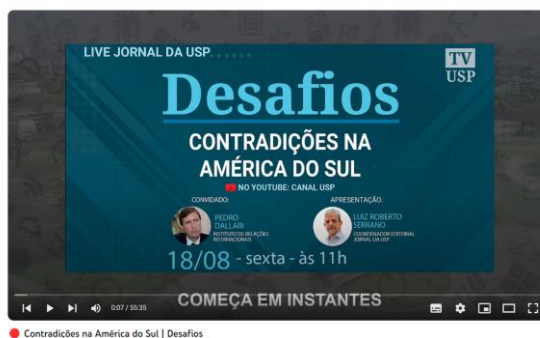 LIVE JORNAL DA USP
TV
USP
Desafios
CONTRADIÇÕES NA
AMÉRICA DO SUL
NO YOUTUBE: CANAL USP
CONVIDADO:
PEDRO
DALLARI
INSTITUTO DE RELAÇÕES
INTERNACIONAIS
APRESENTAÇÃO:
LUIZ ROBERTO
SERRANO
COORDENADOR EDITORIAL
JORNAL DA USP
18/08 - sexta - às 11h
COMEÇA EM INSTANTES
0:07 / 55:35
Contradições na América do Sul | Desafios